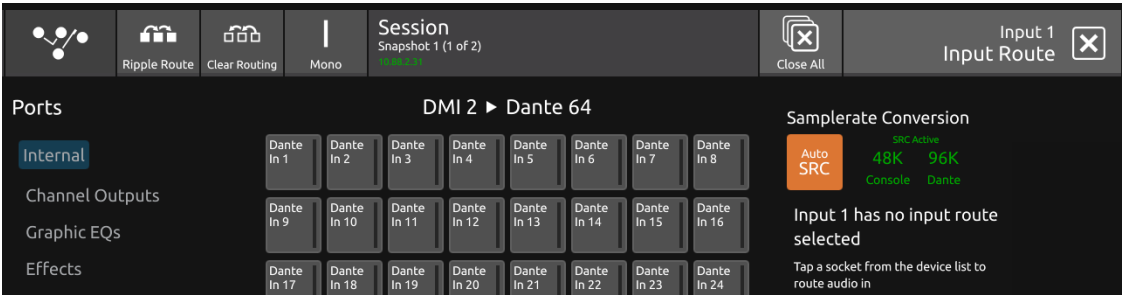 Ripple Route
Clear Routing
Mono
Session
Snapshot 1 (1 of 2)
10.88.2.31
Close All
Input 1
Input Route
Ports
Internal
Channel Outputs
Graphic EQs
Effects
DMI 2 ► Dante 64
Dante In 1 Dante In 2 Dante In 3 Dante In 4 Dante In 5 Dante In 6 Dante In 7 Dante In 8
Dante In 9 Dante In 10 Dante In 11 Dante In 12 Dante In 13 Dante In 14 Dante In 15 Dante In 16
Dante In 17 Dante In 18 Dante In 19 Dante In 20 Dante In 21 Dante In 22 Dante In 23 Dante In 24
Samplerate Conversion
Auto
SRC
SRC Active
48K 96K
Console Dante
Input 1 has no input route
selected
Tap a socket from the device list to
route audio in